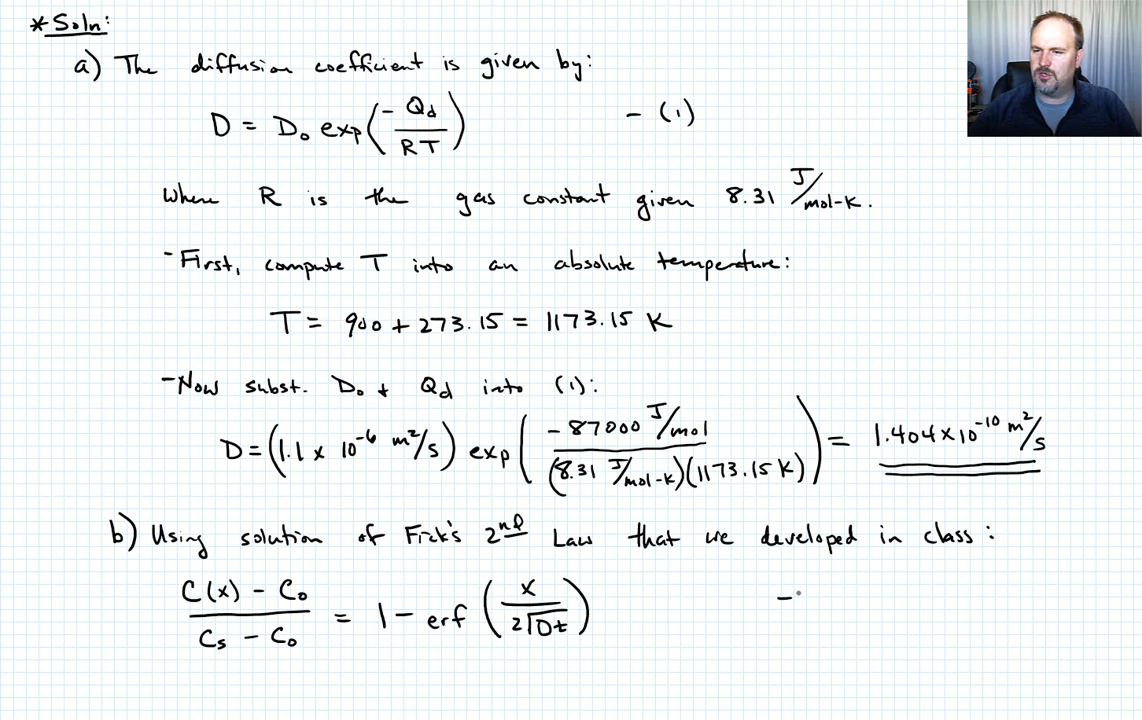 *Soln:
a) The diffusion coefficient is given by:
D = D₀ exp(-Qd/RT) - (1)
where R is the gas constant given 8.31 J/mol-K.
-First, compute T into an absolute temperature:
T = 900 + 273.15 = 1173.15 K
-Now subst. D₀ + Qd into (1):
D = (1.1 x 10⁻⁶ m²/s) exp(-87000 J/mol / (8.31 J/mol-K)(1173.15 K)) = 1.404 x 10⁻¹⁰ m²/s
b) Using solution of Fick's 2nd Law that we developed in class:
C(x) - C₀ / Cs - C₀ = 1 - erf(x / 2√Dt) -